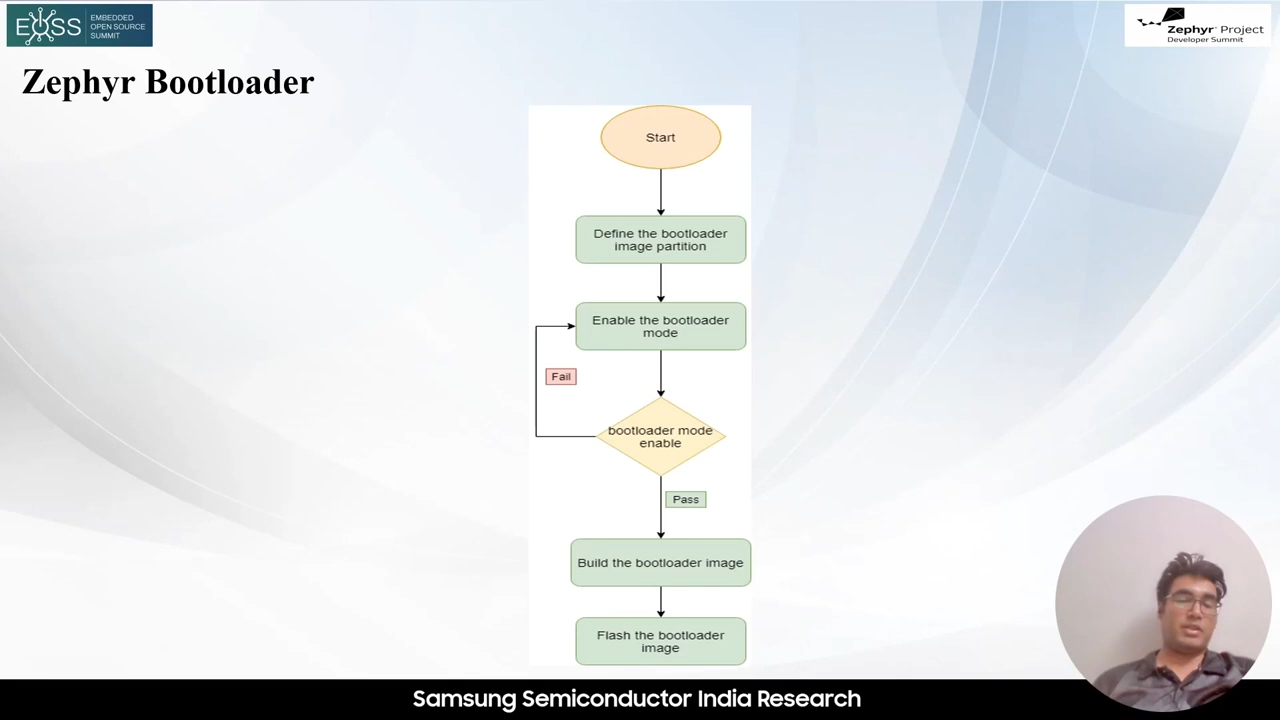 EOSS
EMBEDDED
OPEN SOURCE
SUMMIT
Zephyr® Project
Developer Summit
Zephyr Bootloader
Start
Define the bootloader
image partition
Enable the bootloader
mode
Fail
bootloader mode
enable
Pass
Build the bootloader image
Flash the bootloader
image
Samsung Semiconductor India Research